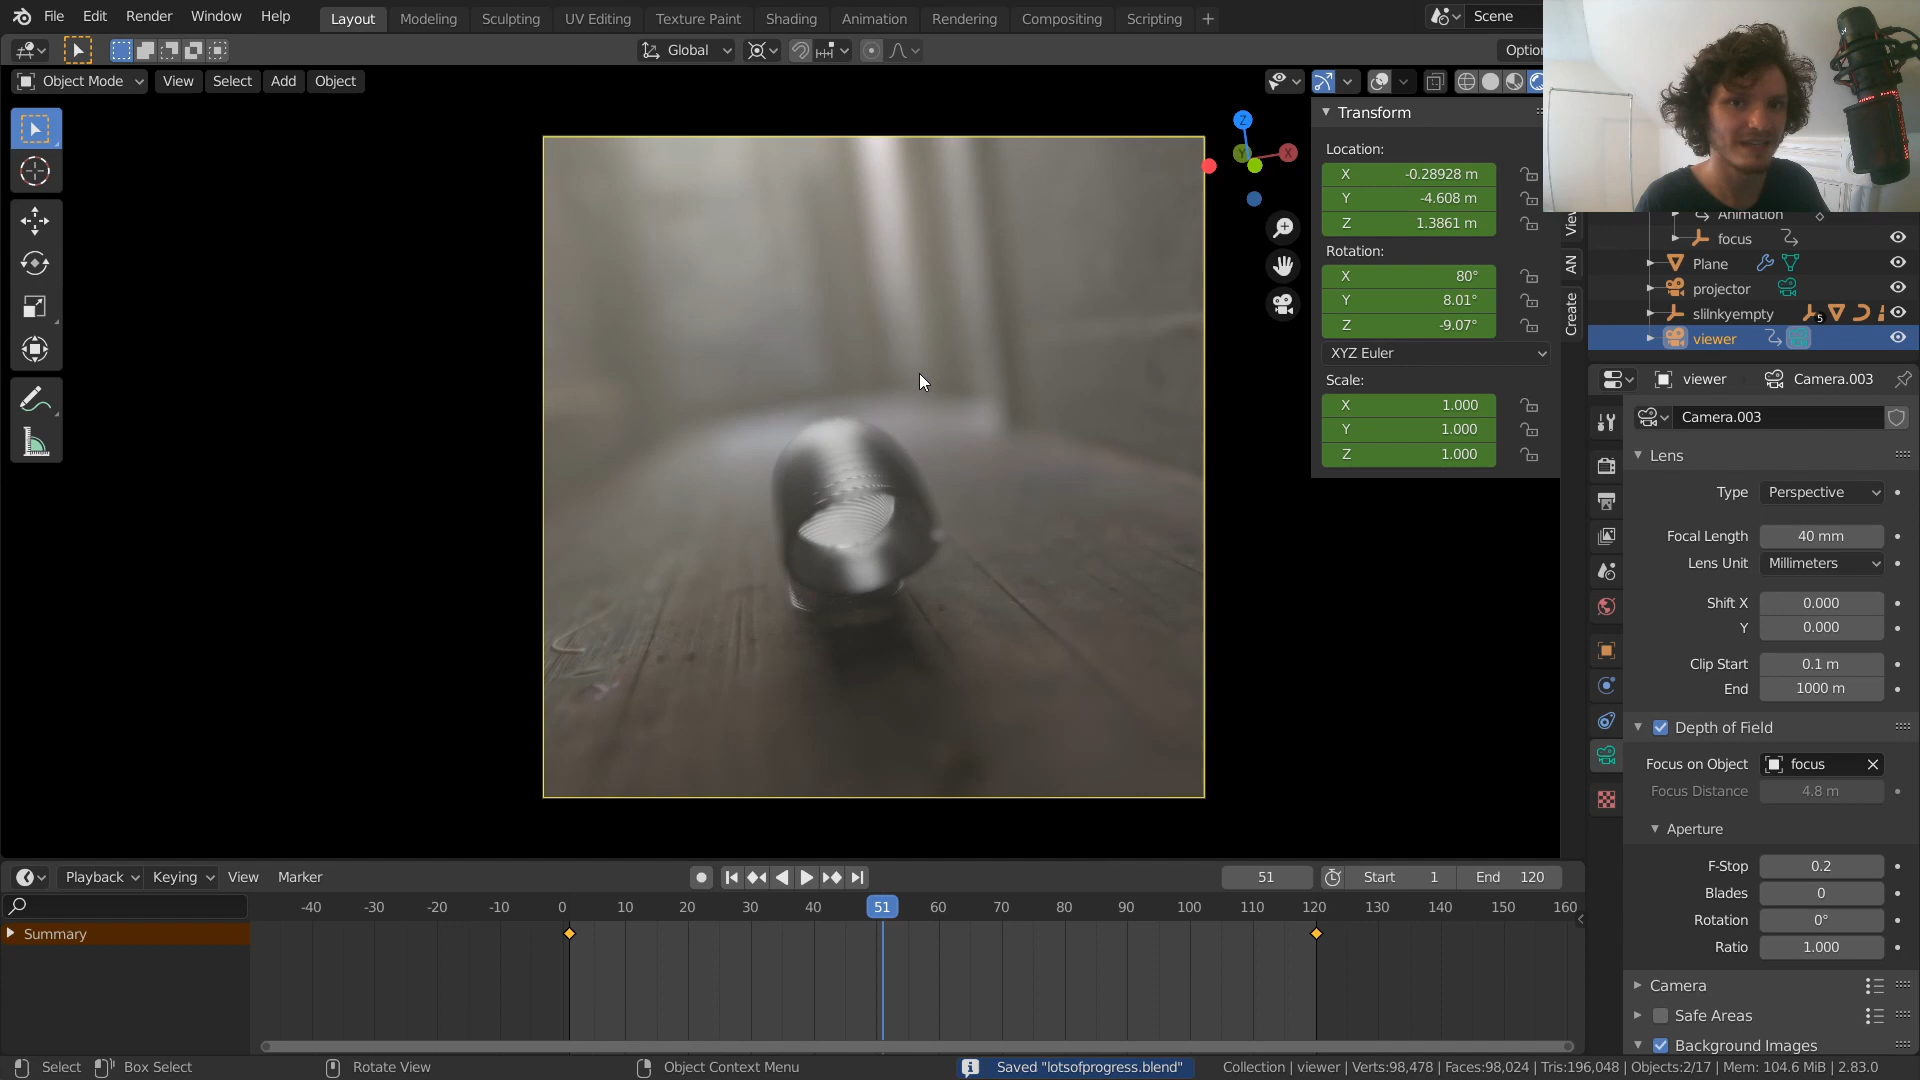 File Edit Render Window Help Layout Modeling Sculpting UV Editing Texture Paint Shading Animation Rendering Compositing Scripting + Scene
Global
Object Mode View Select Add Object
Transform
Location:
X -0.28928 m
Y -4.608 m
Z 1.3861 m
Rotation:
X 80°
Y 8.01°
Z -9.07°
XYZ Euler
Scale:
X 1.000
Y 1.000
Z 1.000
Z
Y
X
AN
Create
Animation
focus
Plane
projector
slilnkyempty 5
viewer
viewer Camera.003
Camera.003
Lens
Type Perspective
Focal Length 40 mm
Lens Unit Millimeters
Shift X 0.000
Y 0.000
Clip Start 0.1 m
End 1000 m
Depth of Field
Focus on Object focus
Focus Distance 4.8 m
Aperture
F-Stop 0.2
Blades 0
Rotation 0°
Ratio 1.000
Camera
Safe Areas
Background Images
Playback Keying View Marker 51 Start 1 End 120
-40 -30 -20 -10 0 10 20 30 40 51 60 70 80 90 100 110 120 130 140 150 160
Summary
Select Box Select Rotate View Object Context Menu Saved "lotsofprogress.blend" Collection | viewer | Verts:98,478 | Faces:98,024 | Tris:196,048 | Objects:2/17 | Mem: 104.6 MiB | 2.83.0